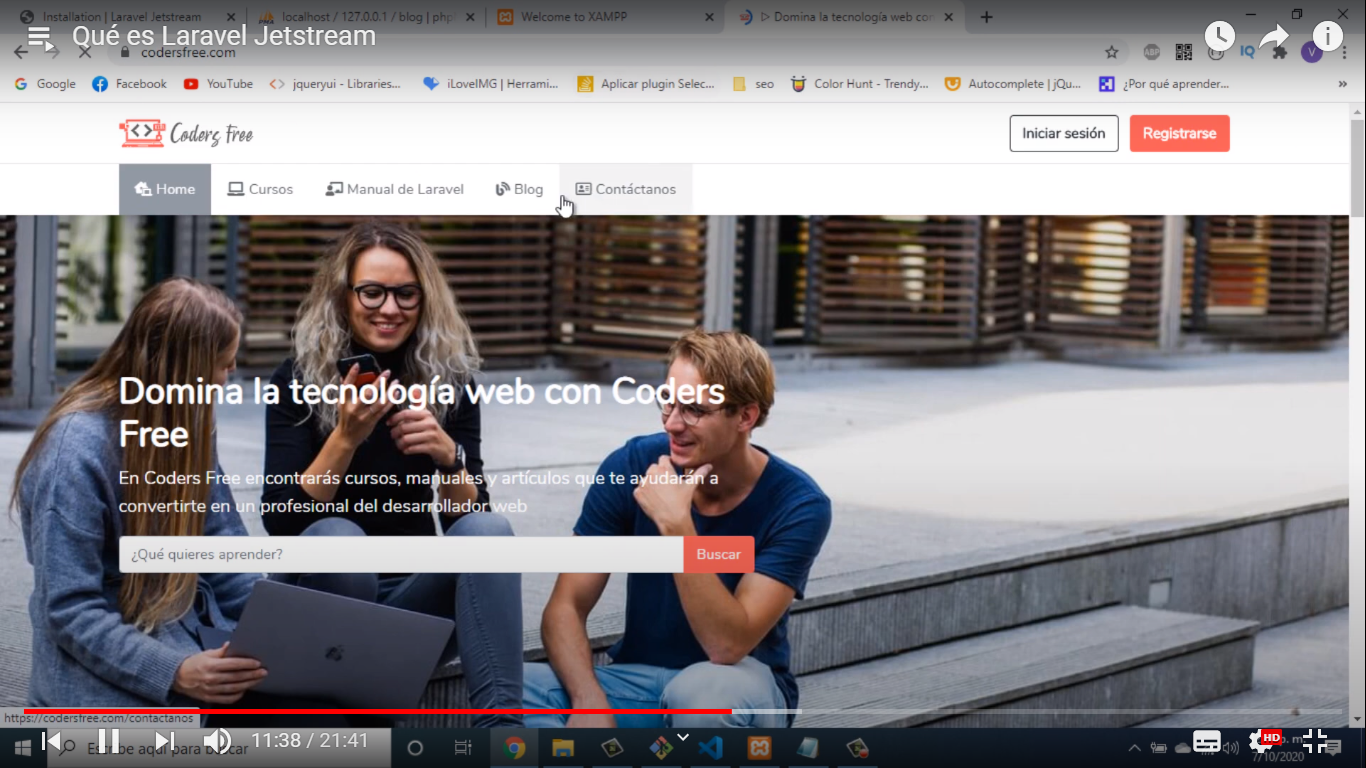 Installation | Laravel Jetstream
localhost / 127.0.0.1 / blog | php
Welcome to XAMPP
Domina la tecnología web con
Qué es Laravel Jetstream
codersfree.com
ABP
IQ
V
Google
Facebook
YouTube
jqueryui - Libraries...
iLoveIMG | Herrami...
Aplicar plugin Selec...
seo
Color Hunt - Trendy...
Autocomplete | jQu...
¿Por qué aprender...
Coders Free
Iniciar sesión
Registrarse
Home
Cursos
Manual de Laravel
Blog
Contáctanos
Domina la tecnología web con Coders
Free
En Coders Free encontrarás cursos, manuales y artículos que te ayudarán a
convertirte en un profesional del desarrollador web
¿Qué quieres aprender?
Buscar
https://codersfree.com/contactanos
Escribe aquí para buscar
11:38 / 21:41
HD
7/10/2020